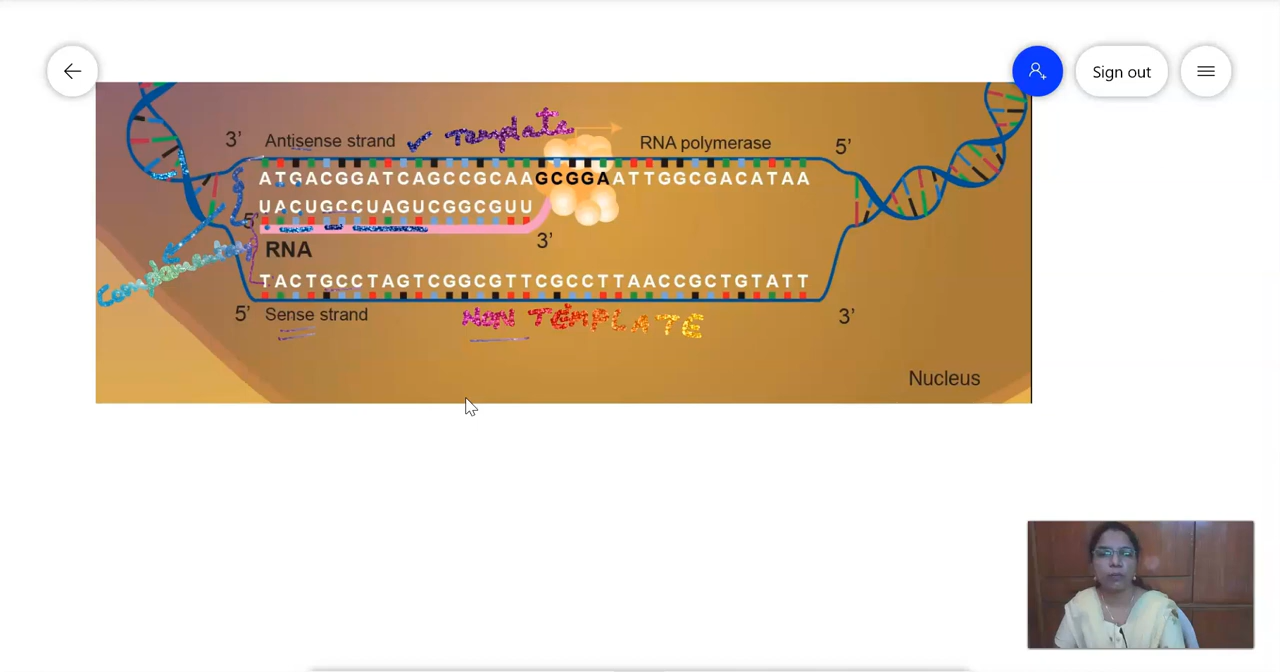 Sign out
3' Antisense strand Template RNA polymerase 5'
ATGACGGATCAGCCGCAAGCGGAATTGGCGACATAA
UACUGCCUAGUCGGCGUU
5' 3'
RNA
Complementary
TACTGCCTAGTCGGCGTTCGCCTTAACCGCTGTATT
5' Sense strand NON TEMPLATE 3'
Nucleus